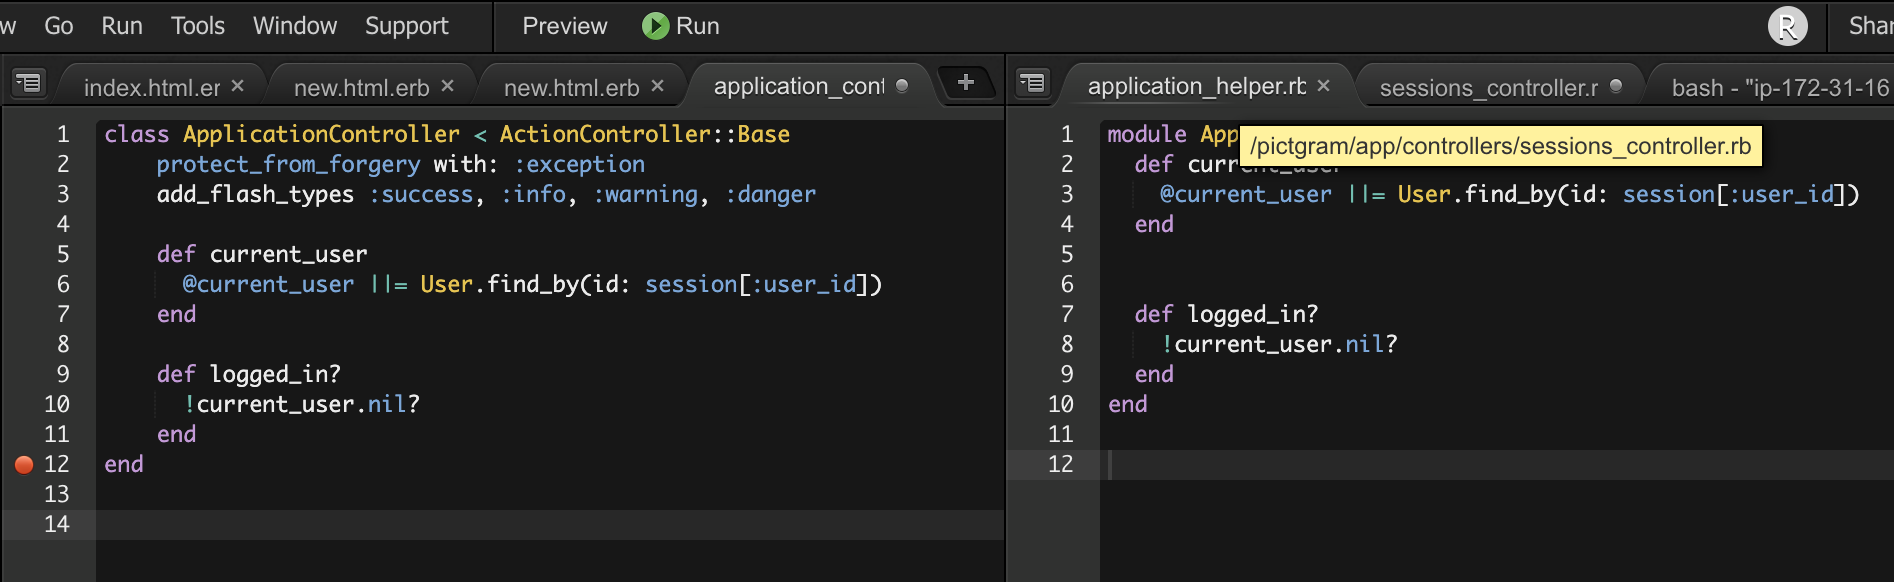 w Go Run Tools Window Support Preview Run R Shar
index.html.er × new.html.erb × new.html.erb × application_cont +
1 class ApplicationController < ActionController::Base
2 protect_from_forgery with: :exception
3 add_flash_types :success, :info, :warning, :danger
4
5 def current_user
6 @current_user ||= User.find_by(id: session[:user_id])
7 end
8
9 def logged_in?
10 !current_user.nil?
11 end
12 end
13
14
application_helper.rb × sessions_controller.r bash - "ip-172-31-16
/pictgram/app/controllers/sessions_controller.rb
1 module App
2 def current_user
3 @current_user ||= User.find_by(id: session[:user_id])
4 end
5
6
7 def logged_in?
8 !current_user.nil?
9 end
10 end
11
12